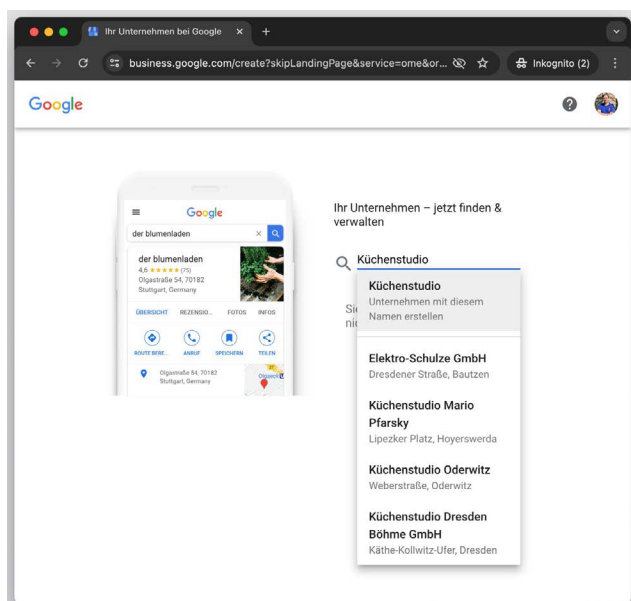 Ihr Unternehmen bei Google × +
business.google.com/create?skipLandingPage&service=ome&or... Inkognito (2)
Google
Google
der blumenladen ×
der blumenladen
4,6 ★★★★★ (75)
Olgastraße 54, 70182
Stuttgart, Germany
ÜBERSICHT REZENSIO... FOTOS INFOS
ROUTE BERE... ANRUF SPEICHERN TEILEN
Olgastraße 54, 70182
Stuttgart, Germany
Olgaeck
Ihr Unternehmen – jetzt finden &
verwalten
Küchenstudio
Küchenstudio
Unternehmen mit diesem
Namen erstellen
Sie
nic
Elektro-Schulze GmbH
Dresdener Straße, Bautzen
Küchenstudio Mario
Pfarsky
Lipezker Platz, Hoyerswerda
Küchenstudio Oderwitz
Weberstraße, Oderwitz
Küchenstudio Dresden
Böhme GmbH
Käthe-Kollwitz-Ufer, Dresden